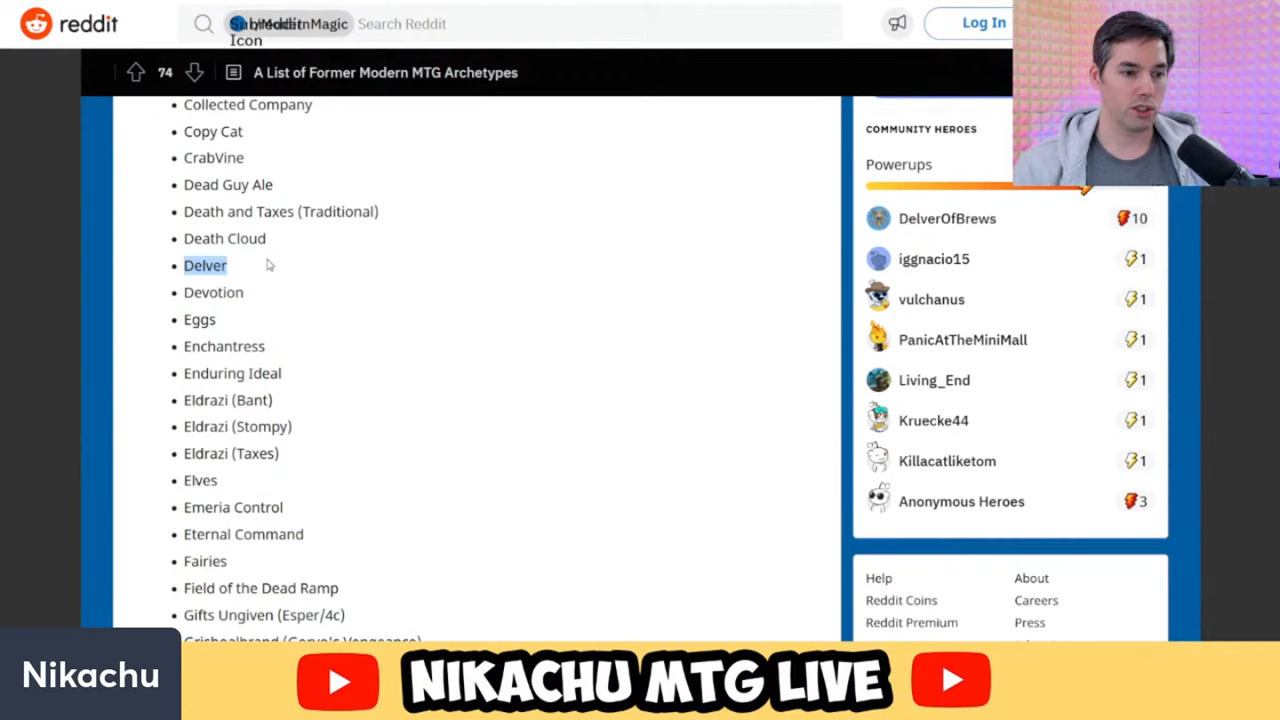 reddit
r/ModernMagic
Icon
Search Reddit
Log In
74
A List of Former Modern MTG Archetypes
Collected Company
Copy Cat
CrabVine
Dead Guy Ale
Death and Taxes (Traditional)
Death Cloud
Delver
Devotion
Eggs
Enchantress
Enduring Ideal
Eldrazi (Bant)
Eldrazi (Stompy)
Eldrazi (Taxes)
Elves
Emeria Control
Eternal Command
Fairies
Field of the Dead Ramp
Gifts Ungiven (Esper/4c)
COMMUNITY HEROES
Powerups
DelverOfBrews 10
iggnacio15 1
vulchanus 1
PanicAtTheMiniMall 1
Living_End 1
Kruecke44 1
Killacatliketom 1
Anonymous Heroes 3
Help About
Reddit Coins Careers
Reddit Premium Press
Nikachu
NIKACHU MTG LIVE